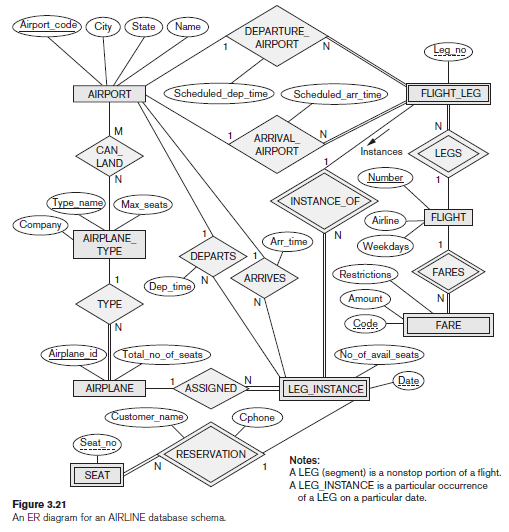 Airport_code
City
State
Name
DEPARTURE_
AIRPORT
1
N
Leg_no
AIRPORT
Scheduled_dep_time
Scheduled_arr_time
FLIGHT_LEG
1
ARRIVAL_
AIRPORT
N
M
CAN_
LAND
N
Instances
N
LEGS
1
1
INSTANCE_OF
N
Number
Type_name
Max_seats
Company
AIRPLANE_
TYPE
Airline
FLIGHT
Weekdays
1
DEPARTS
N
Arr_time
1
ARRIVES
N
Dep_time
1
TYPE
N
Restrictions
1
FARES
N
Amount
Code
FARE
Airplane_id
Total_no_of_seats
No_of_avail_seats
AIRPLANE
1
ASSIGNED
N
LEG_INSTANCE
Date
Customer_name
Cphone
Seat_no
SEAT
N
RESERVATION
1
Notes:
A LEG (segment) is a nonstop portion of a flight.
A LEG_INSTANCE is a particular occurrence
of a LEG on a particular date.
Figure 3.21
An ER diagram for an AIRLINE database schema.